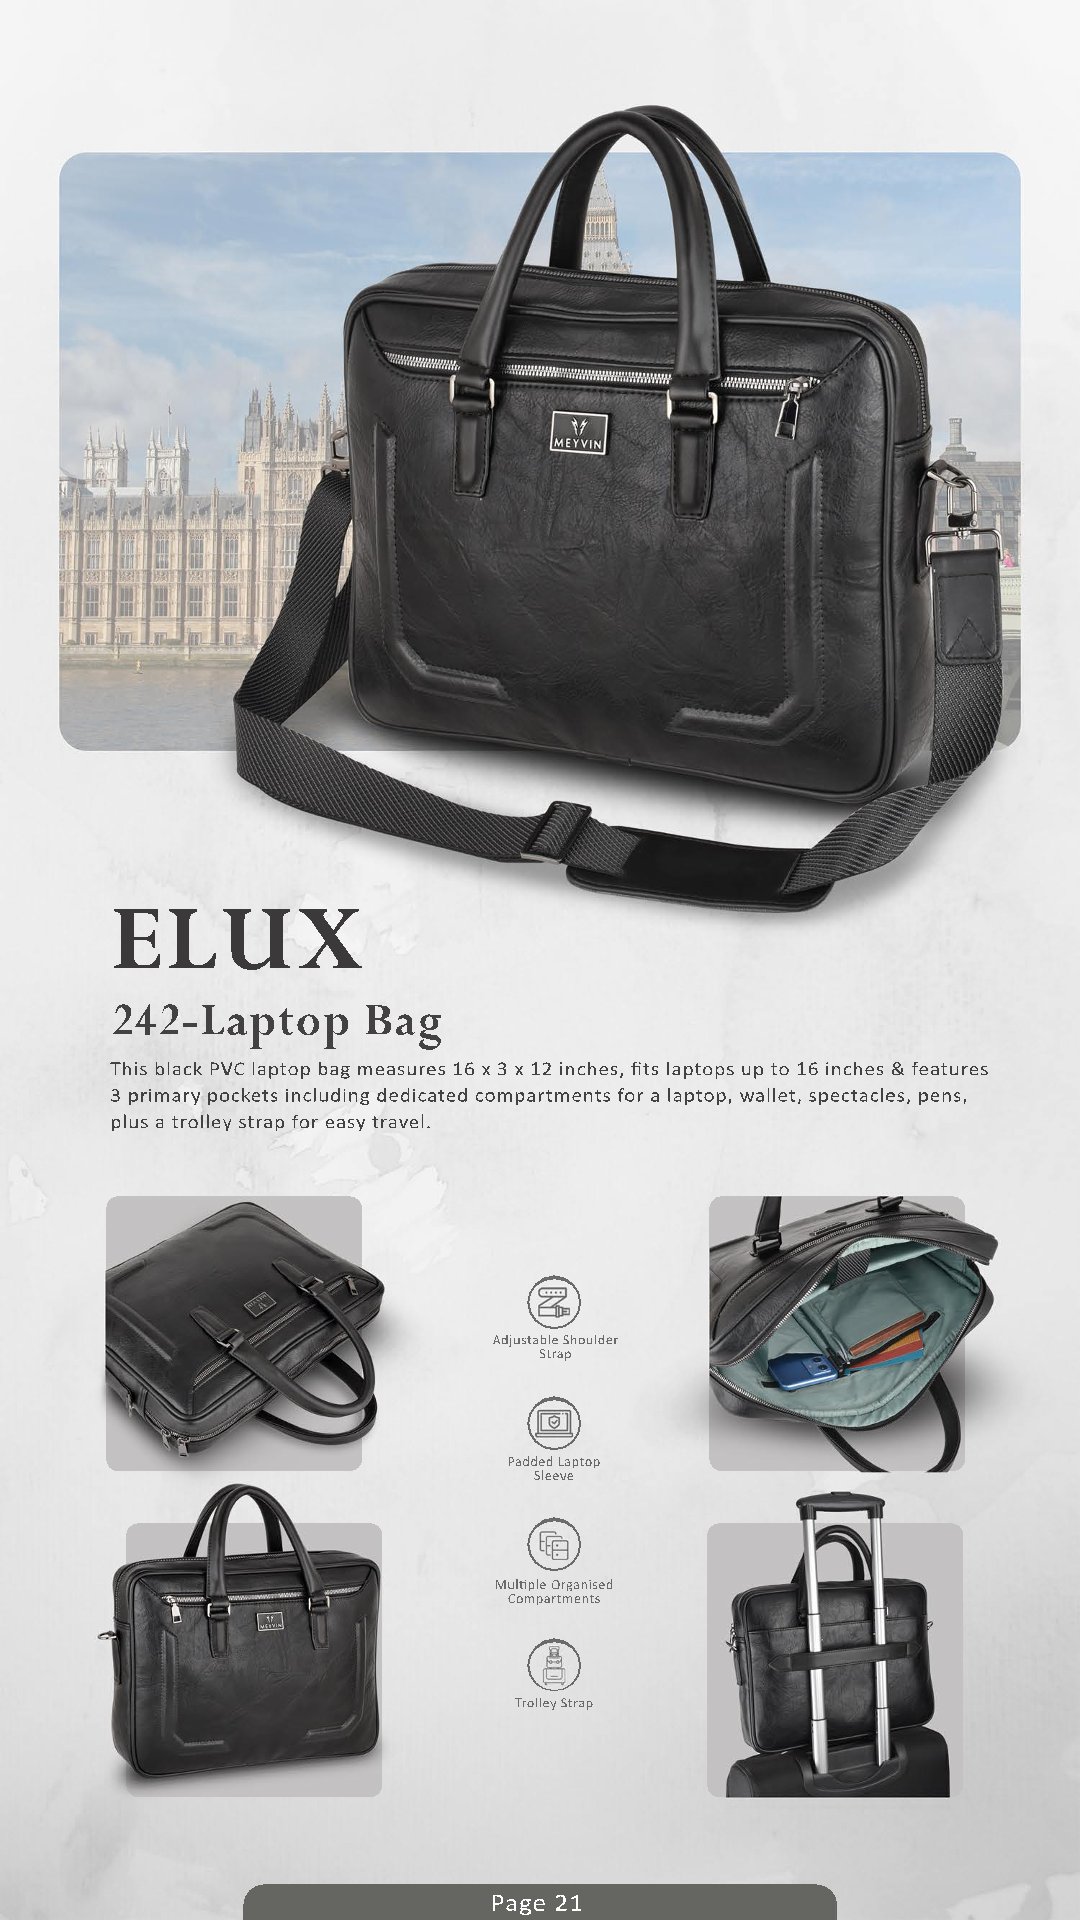 MEYVIN
ELUX
242-Laptop Bag
This black PVC laptop bag measures 16 x 3 x 12 inches, fits laptops up to 16 inches & features
3 primary pockets including dedicated compartments for a laptop, wallet, spectacles, pens,
plus a trolley strap for easy travel.
MEYVIN
Adjustable Shoulder
Strap
Padded Laptop
Sleeve
MEYVIN
Multiple Organised
Compartments
Trolley Strap
Page 21